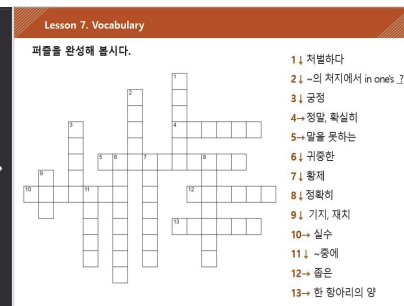 Lesson 7. Vocabulary
퍼즐을 완성해 봅시다.
1↓ 처벌하다
2↓ ~의 처지에서 in one's ?
3↓ 긍정
4→ 정말, 확실히
5→ 말을 못하는
6↓ 귀중한
7↓ 황제
8↓ 정확히
9↓ 기지, 재치
10→ 실수
11↓ ~중에
12→ 좁은
13→ 한 항아리의 양
1
2
3
4
5
6
7
8
9
10
11
12
13